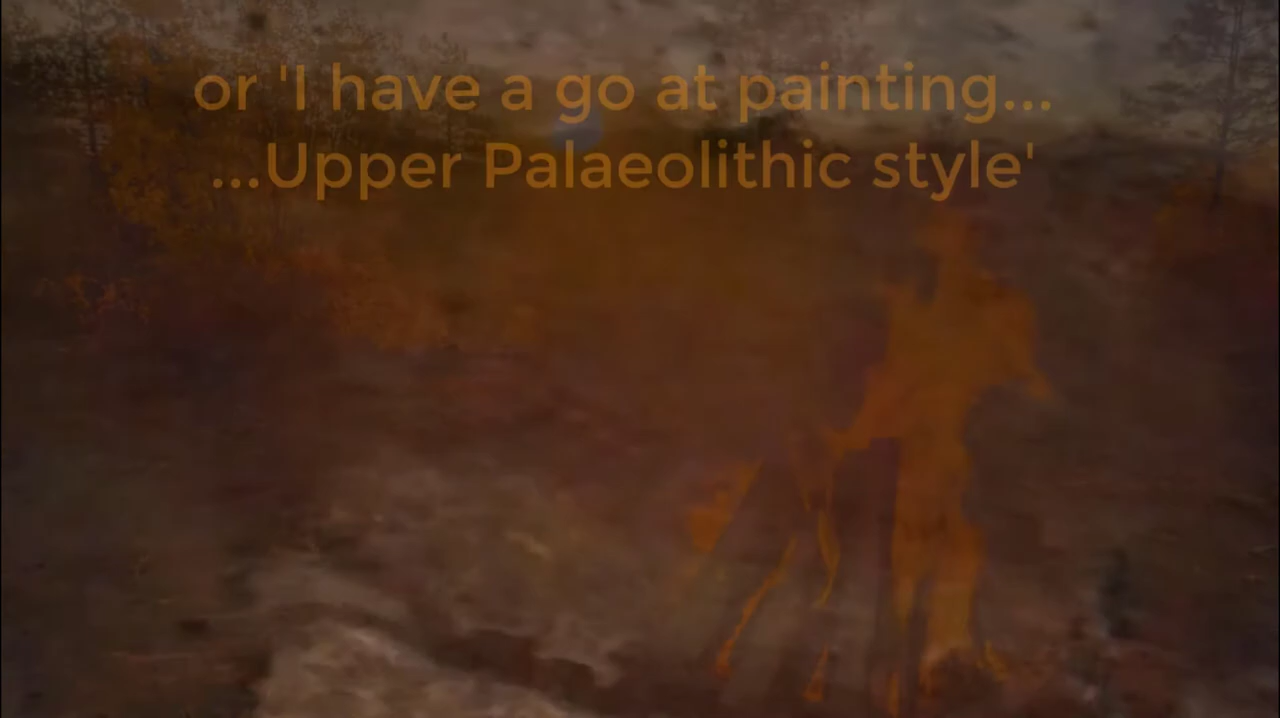 or 'I have a go at painting...
...Upper Palaeolithic style'